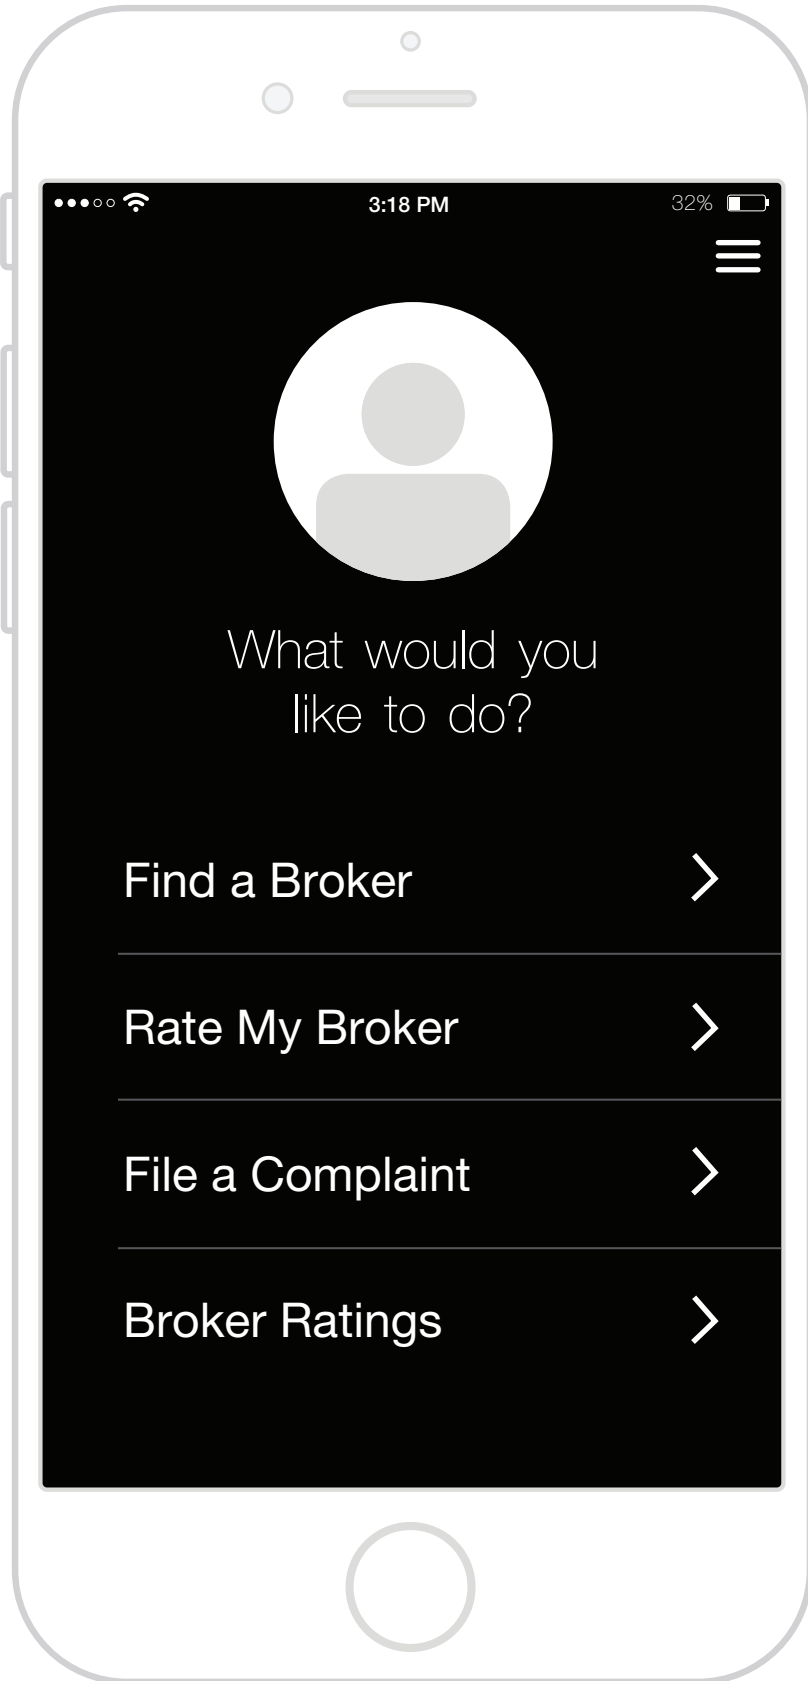 3:18 PM
32%
What would you
like to do?
Find a Broker
Rate My Broker
File a Complaint
Broker Ratings